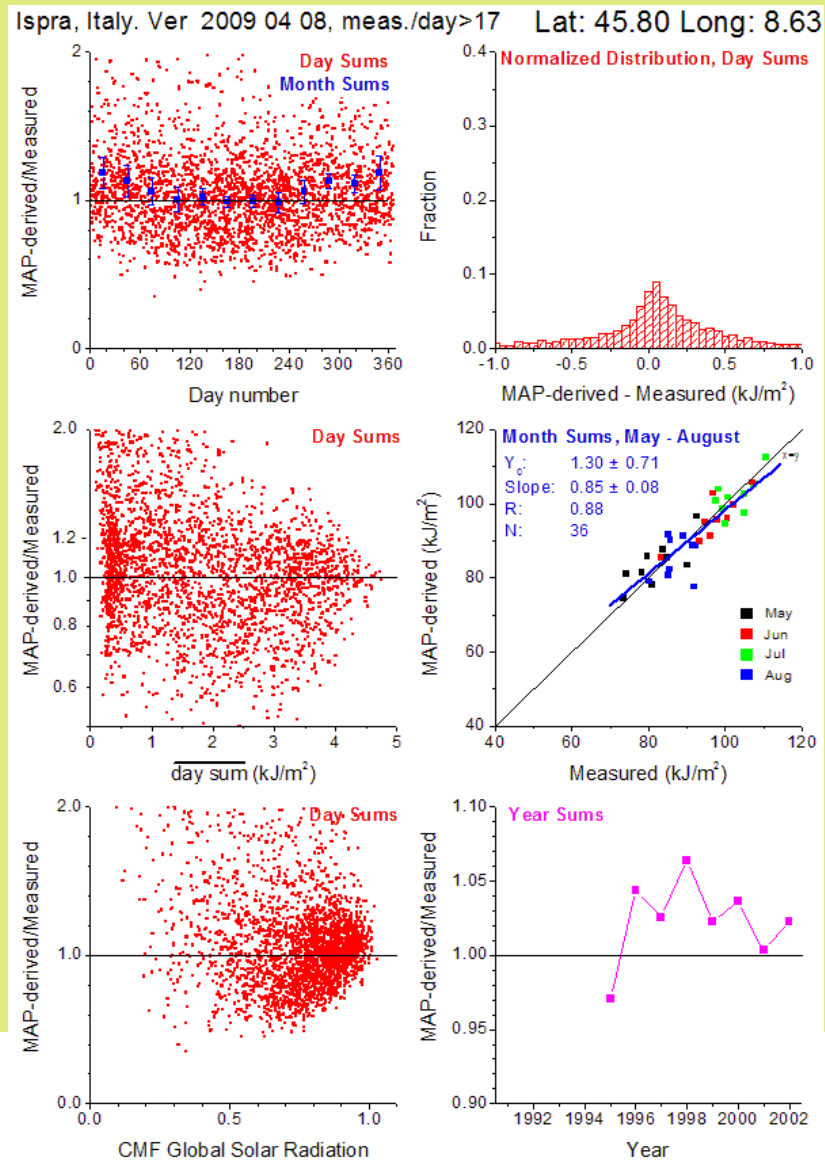 Ispra, Italy. Ver 2009 04 08, meas./day>17 Lat: 45.80 Long: 8.63
Day Sums
Month Sums
MAP-derived/Measured
2
1
0
0 60 120 180 240 300 360
Day number
Normalized Distribution, Day Sums
Fraction
0.4
0.3
0.2
0.1
0.0
-1.0 -0.5 0.0 0.5 1.0
MAP-derived - Measured (kJ/m²)
Day Sums
MAP-derived/Measured
2.0
1.2
1.0
0.8
0.6
0 1 2 3 4 5
day sum (kJ/m²)
Month Sums, May - August
Y₀: 1.30 ± 0.71
Slope: 0.85 ± 0.08
R: 0.88
N: 36
x=y
May
Jun
Jul
Aug
MAP-derived (kJ/m²)
120
100
80
60
40
40 60 80 100 120
Measured (kJ/m²)
Day Sums
MAP-derived/Measured
2.0
1.0
0.0
0.0 0.5 1.0
CMF Global Solar Radiation
Year Sums
MAP-derived/Measured
1.10
1.05
1.00
0.95
0.90
1992 1994 1996 1998 2000 2002
Year